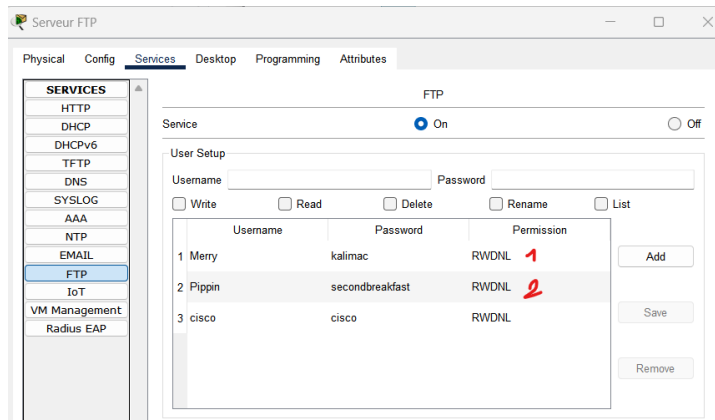 Serveur FTP
Physical Config Services Desktop Programming Attributes
SERVICES
HTTP
DHCP
DHCPv6
TFTP
DNS
SYSLOG
AAA
NTP
EMAIL
FTP
IoT
VM Management
Radius EAP
FTP
Service On Off
User Setup
Username Password
Write Read Delete Rename List
Username Password Permission
1 Merry kalimac RWDNL 1
2 Pippin secondbreakfast RWDNL 2
3 cisco cisco RWDNL
Add
Save
Remove